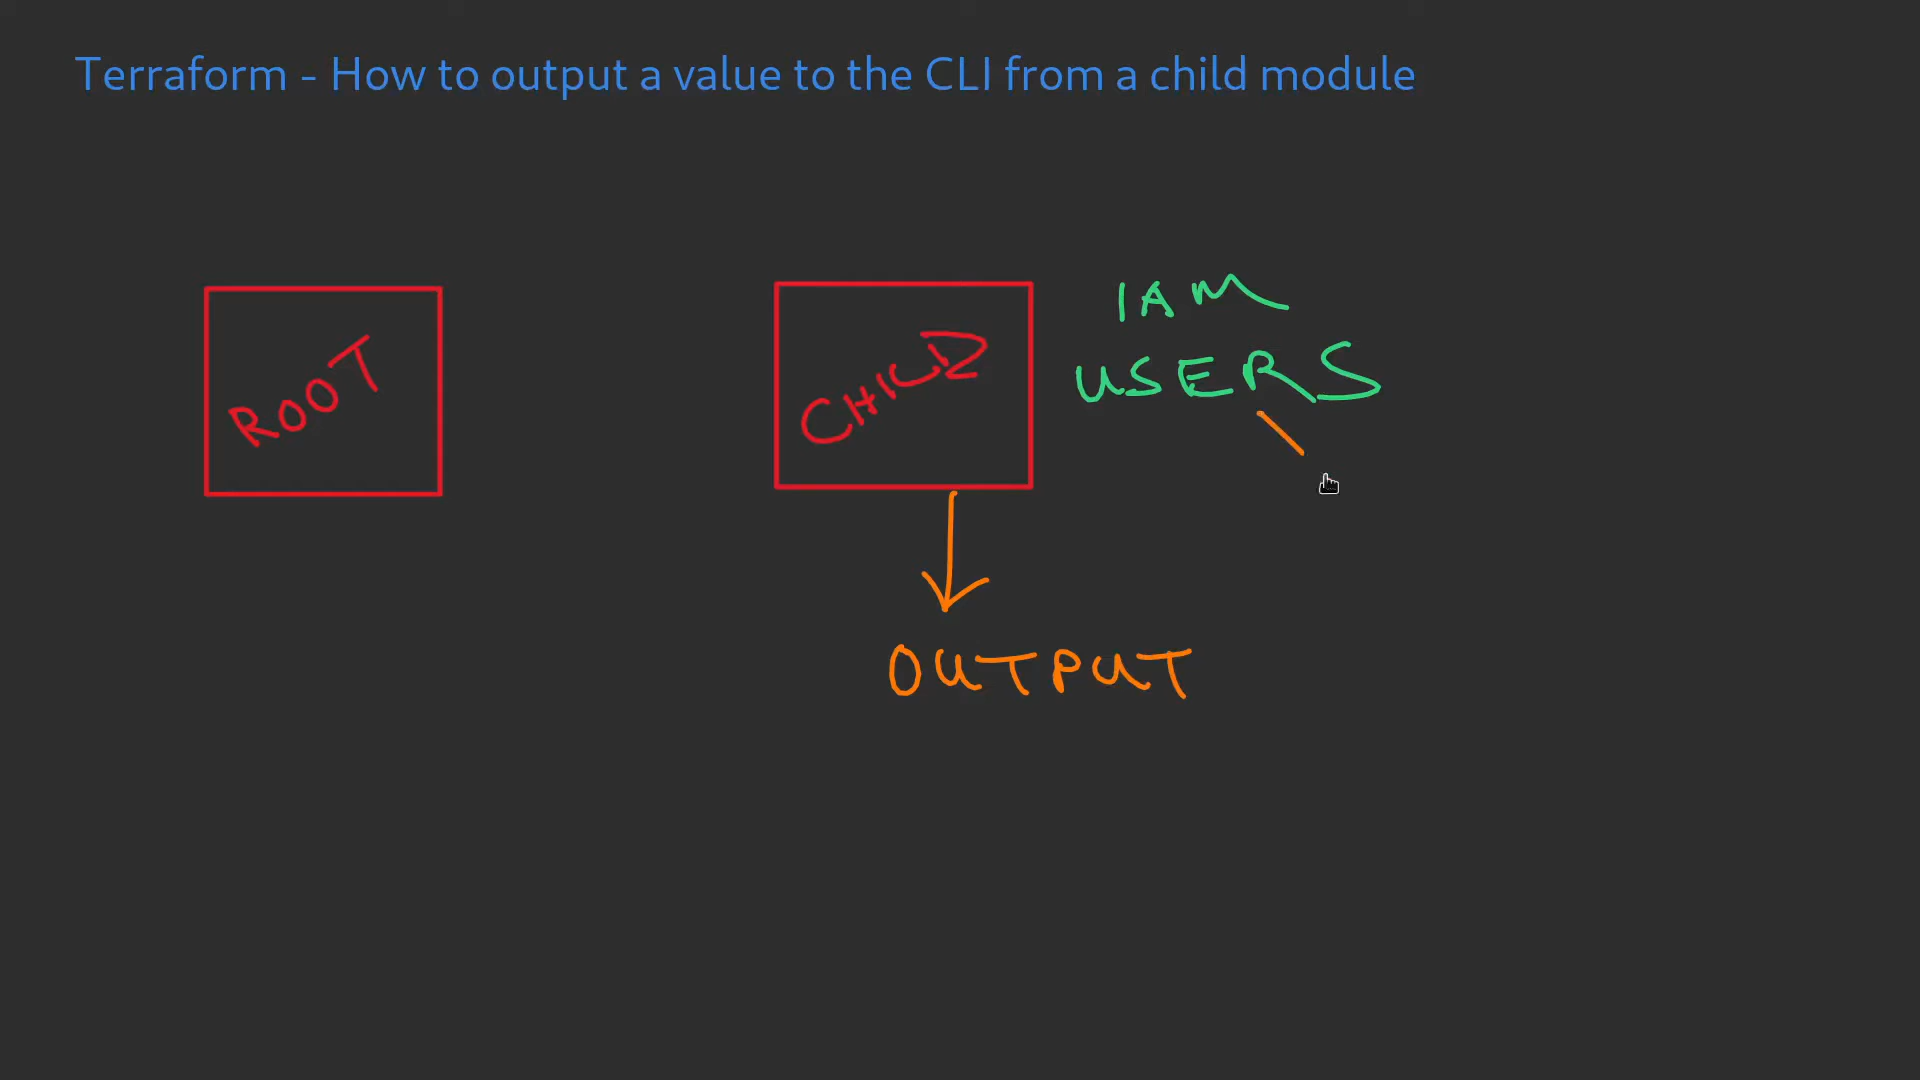 Terraform - How to output a value to the CLI from a child module
ROOT
CHILD
IAM
USERS
OUTPUT